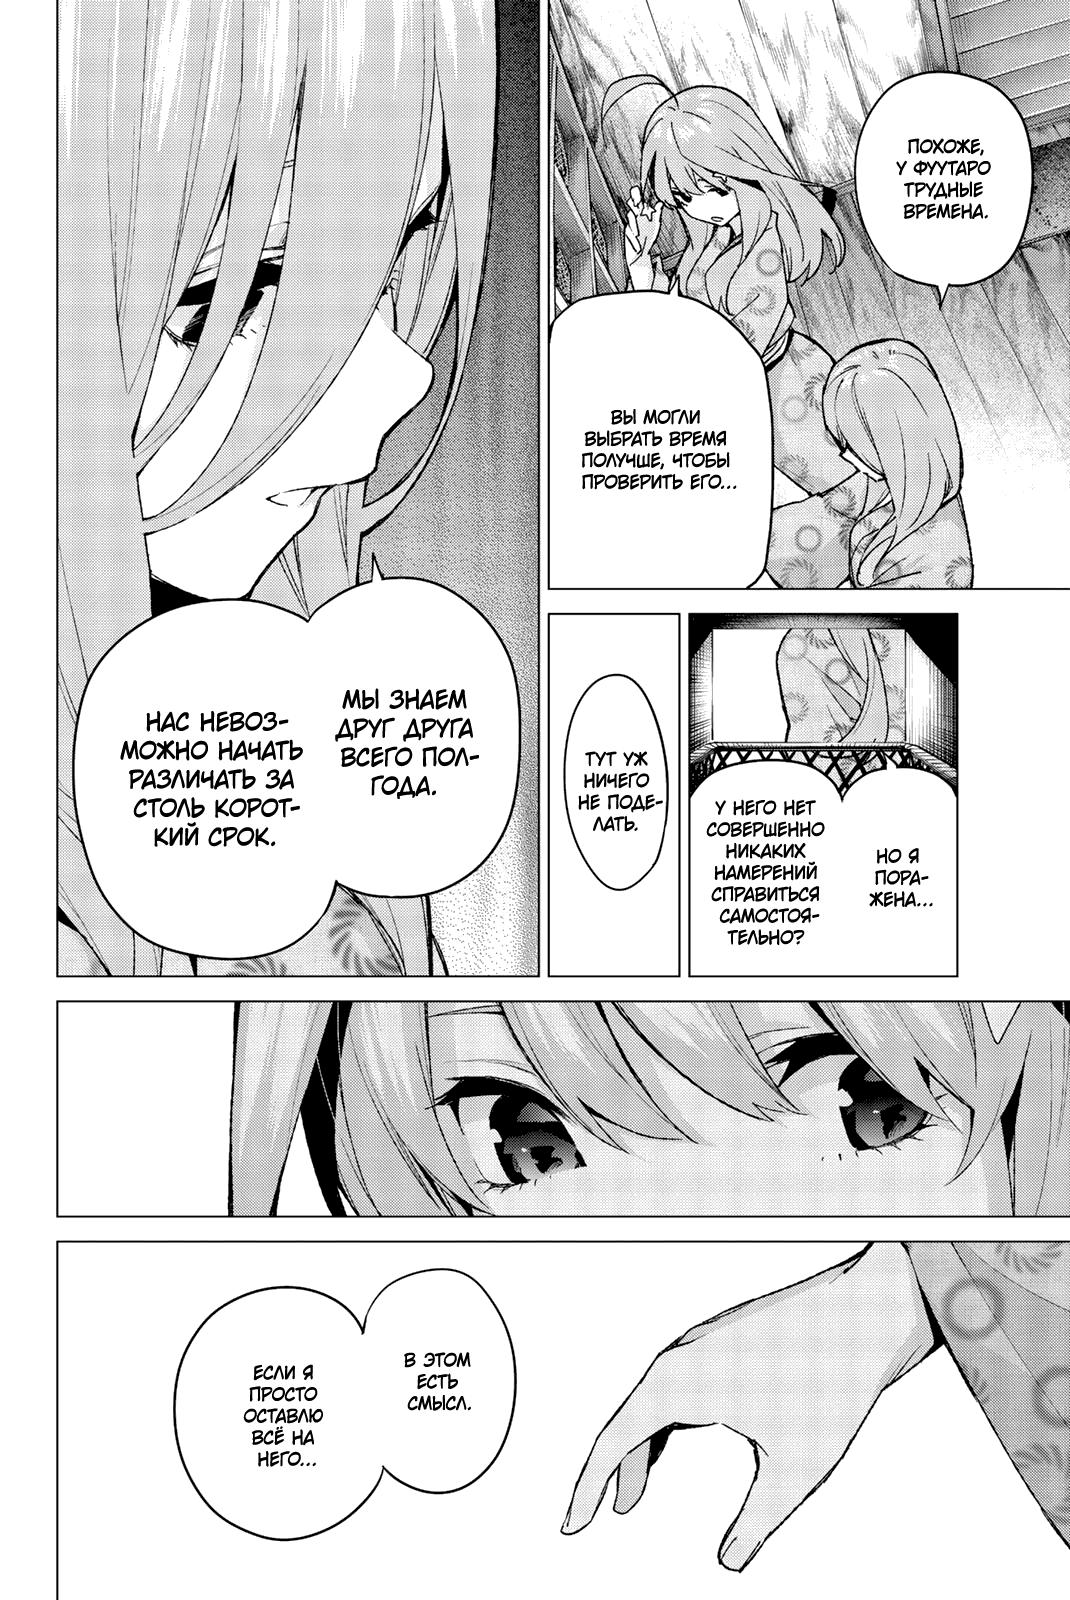 ПОХОЖЕ,
У ФУУТАРО
ТРУДНЫЕ
ВРЕМЕНА.
ВЫ МОГЛИ
ВЫБРАТЬ ВРЕМЯ
ПОЛУЧШЕ, ЧТОБЫ
ПРОВЕРИТЬ ЕГО...
НО Я
ПОРА-
ЖЕНА...
У НЕГО НЕТ
СОВЕРШЕННО
НИКАКИХ
НАМЕРЕНИЙ
СПРАВИТЬСЯ
САМОСТОЯ-
ТЕЛЬНО?
ТУТ УЖ
НИЧЕГО
НЕ ПОДЕ-
ЛАТЬ.
МЫ ЗНАЕМ
ДРУГ ДРУГА
ВСЕГО ПОЛ-
ГОДА.
НАС НЕВОЗ-
МОЖНО НАЧАТЬ
РАЗЛИЧАТЬ ЗА
СТОЛЬ КОРОТ-
КИЙ СРОК.
В ЭТОМ
ЕСТЬ
СМЫСЛ.
ЕСЛИ Я
ПРОСТО
ОСТАВЛЮ
ВСЁ НА
НЕГО...